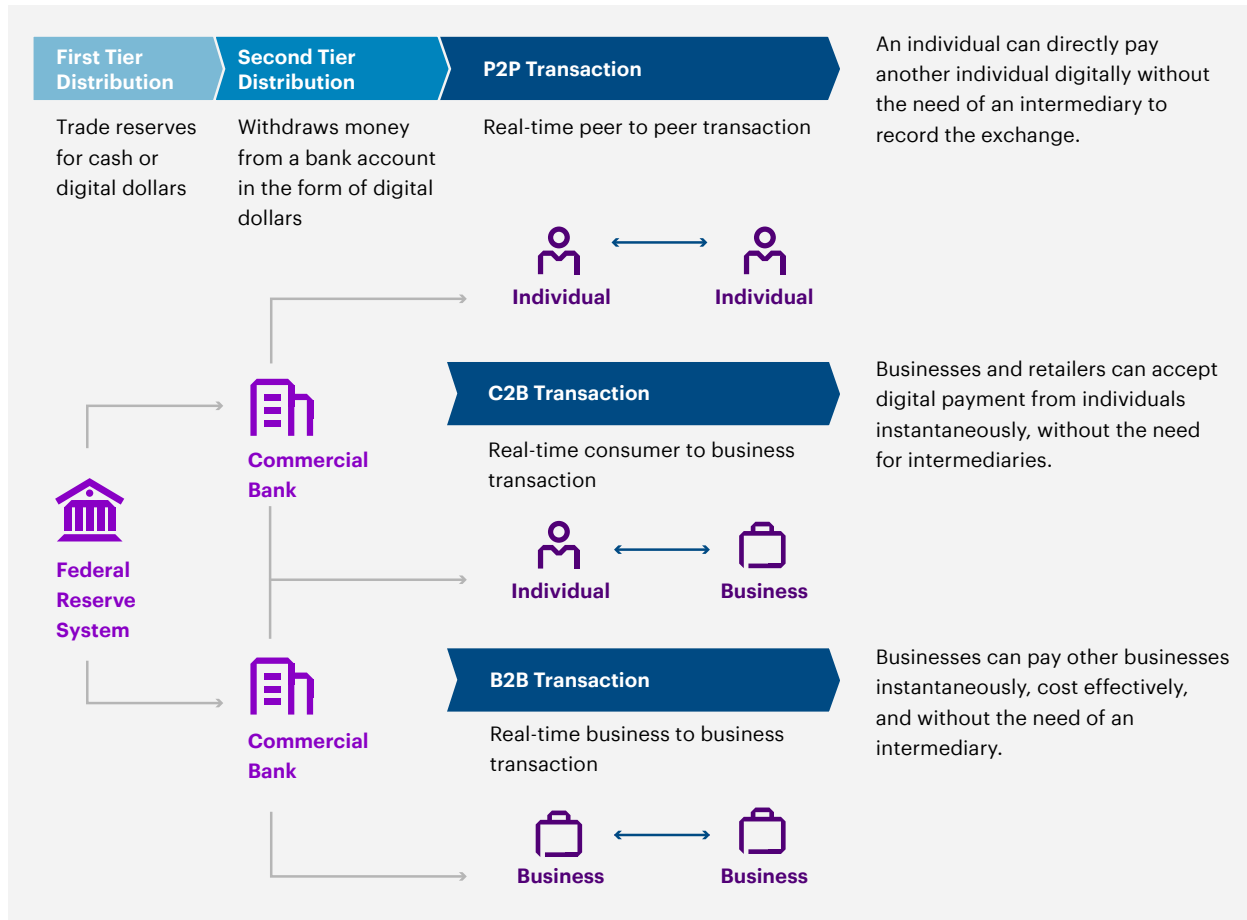 First Tier
Distribution
Second Tier
Distribution
P2P Transaction
An individual can directly pay
another individual digitally without
the need of an intermediary to
record the exchange.
Trade reserves
for cash or
digital dollars
Withdraws money
from a bank account
in the form of digital
dollars
Real-time peer to peer transaction
Individual
Individual
C2B Transaction
Businesses and retailers can accept
digital payment from individuals
instantaneously, without the need
for intermediaries.
Real-time consumer to business
transaction
Commercial
Bank
Federal
Reserve
System
Individual
Business
B2B Transaction
Businesses can pay other businesses
instantaneously, cost effectively,
and without the need of an
intermediary.
Real-time business to business
transaction
Commercial
Bank
Business
Business